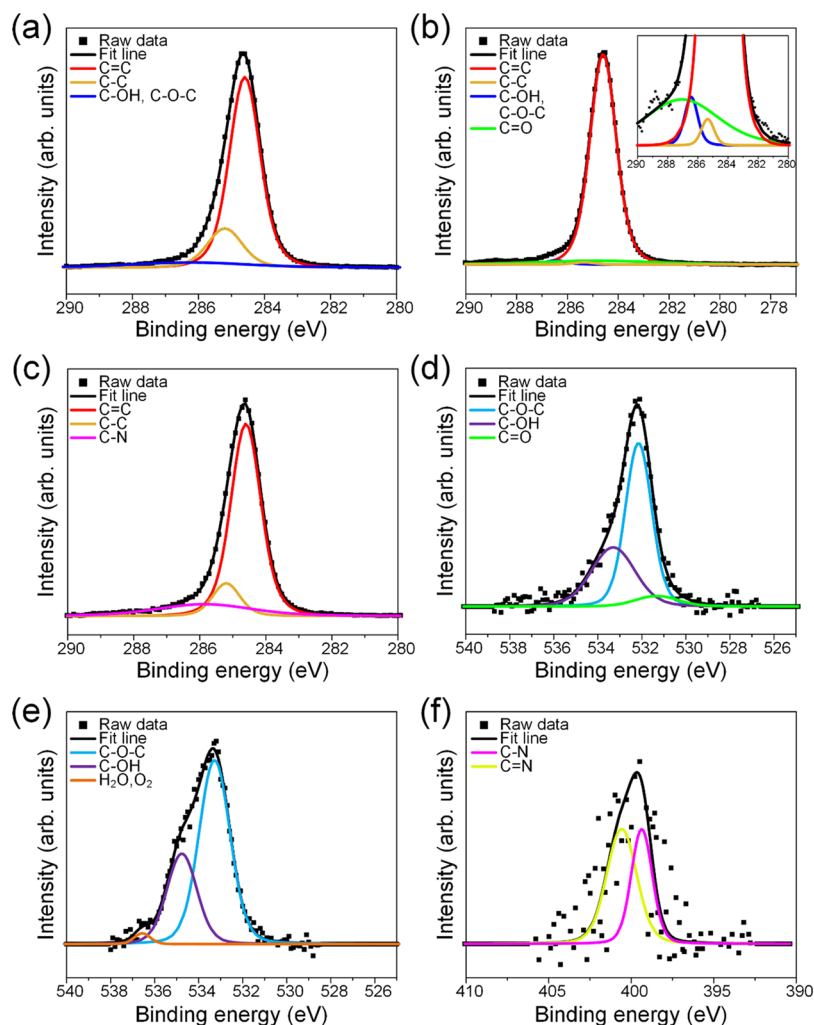 (a)
Raw data
Fit line
C=C
C-C
C-OH, C-O-C
Intensity (arb. units)
290 288 286 284 282 280
Binding energy (eV)
(b)
Raw data
Fit line
C=C
C-C
C-OH,
C-O-C
C=O
290 288 286 284 282 280
Intensity (arb. units)
290 288 286 284 282 280 278
Binding energy (eV)
(c)
Raw data
Fit line
C=C
C-C
C-N
Intensity (arb. units)
290 288 286 284 282 280
Binding energy (eV)
(d)
Raw data
Fit line
C-O-C
C-OH
C=O
Intensity (arb. units)
540 538 536 534 532 530 528 526
Binding energy (eV)
(e)
Raw data
Fit line
C-O-C
C-OH
H₂O,O₂
Intensity (arb. units)
540 536 534 533 530 528 526
Binding energy (eV)
(f)
Raw data
Fit line
C-N
C=N
Intensity (arb. units)
410 405 400 395 390
Binding energy (eV)